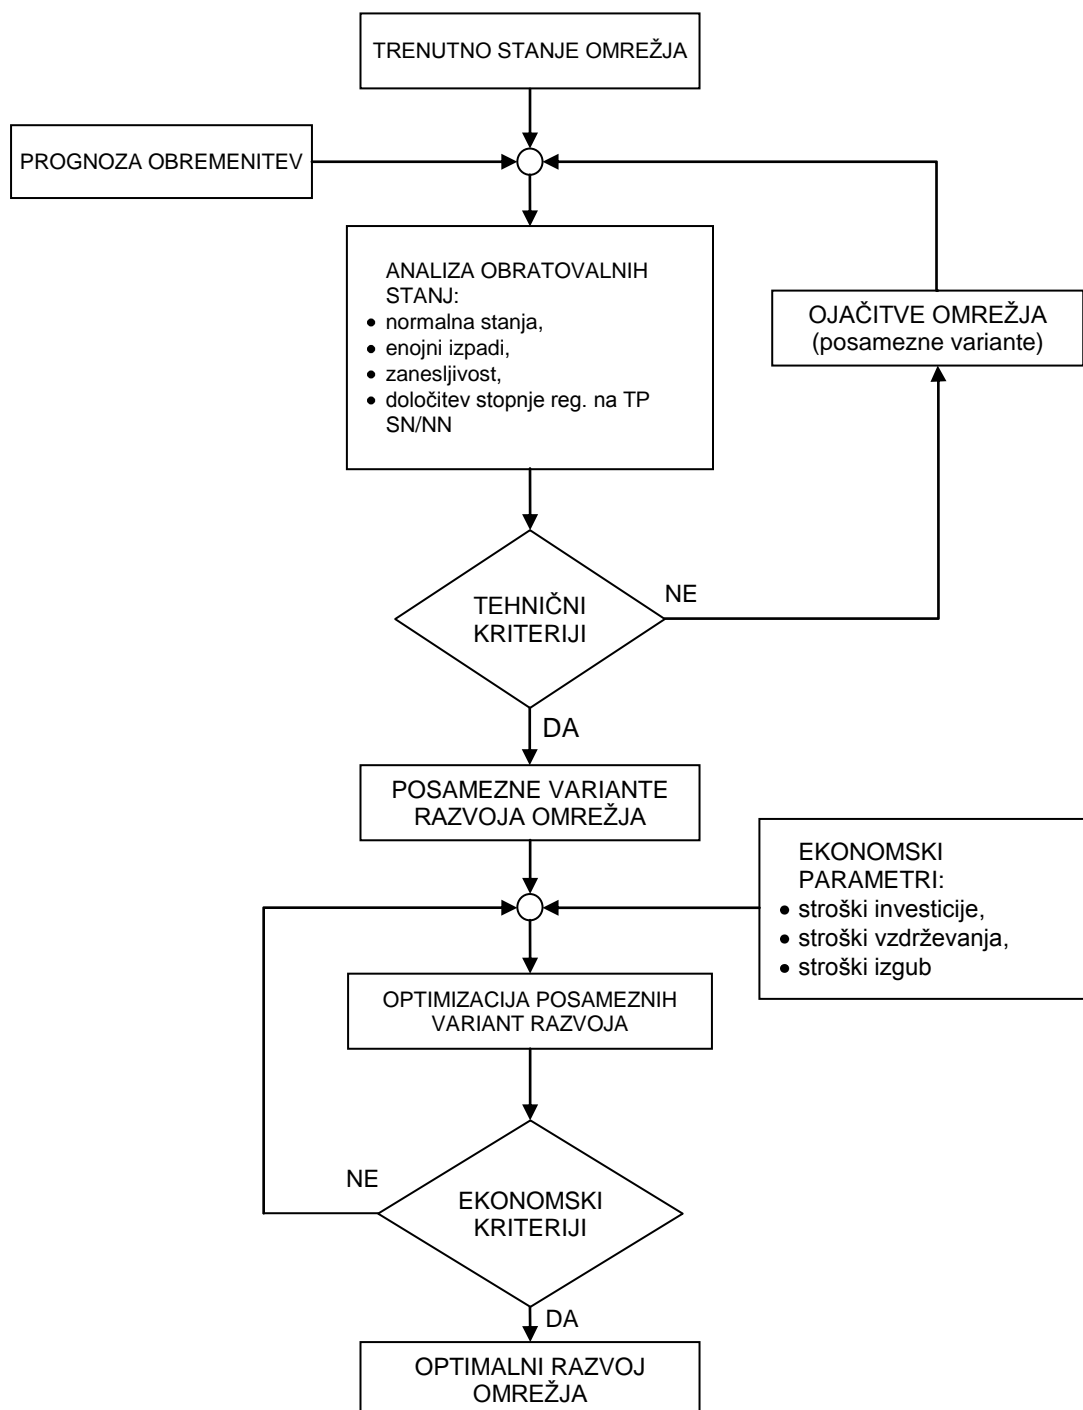 TRENUTNO STANJE OMREŽJA
PROGNOZA OBREMENITEV
ANALIZA OBRATOVALNIH
STANJ:
• normalna stanja,
• enojni izpadi,
• zanesljivost,
• določitev stopnje reg. na TP
SN/NN
OJAČITVE OMREŽJA
(posamezne variante)
TEHNIČNI
KRITERIJI
NE
DA
POSAMEZNE VARIANTE
RAZVOJA OMREŽJA
EKONOMSKI
PARAMETRI:
• stroški investicije,
• stroški vzdrževanja,
• stroški izgub
OPTIMIZACIJA POSAMEZNIH
VARIANT RAZVOJA
NE
EKONOMSKI
KRITERIJI
DA
OPTIMALNI RAZVOJ
OMREŽJA